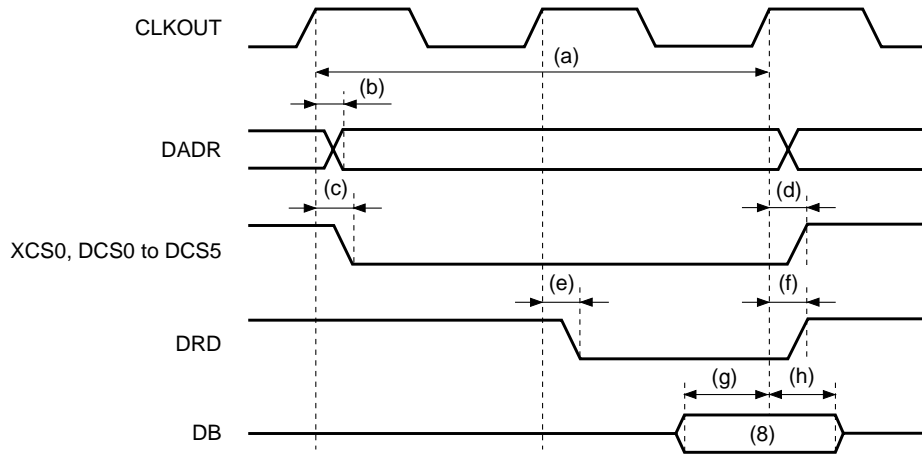 CLKOUT
(a)
(b)
DADR
(c) (d)
XCS0, DCS0 to DCS5
(e) (f)
DRD
(g) (h)
DB (8)